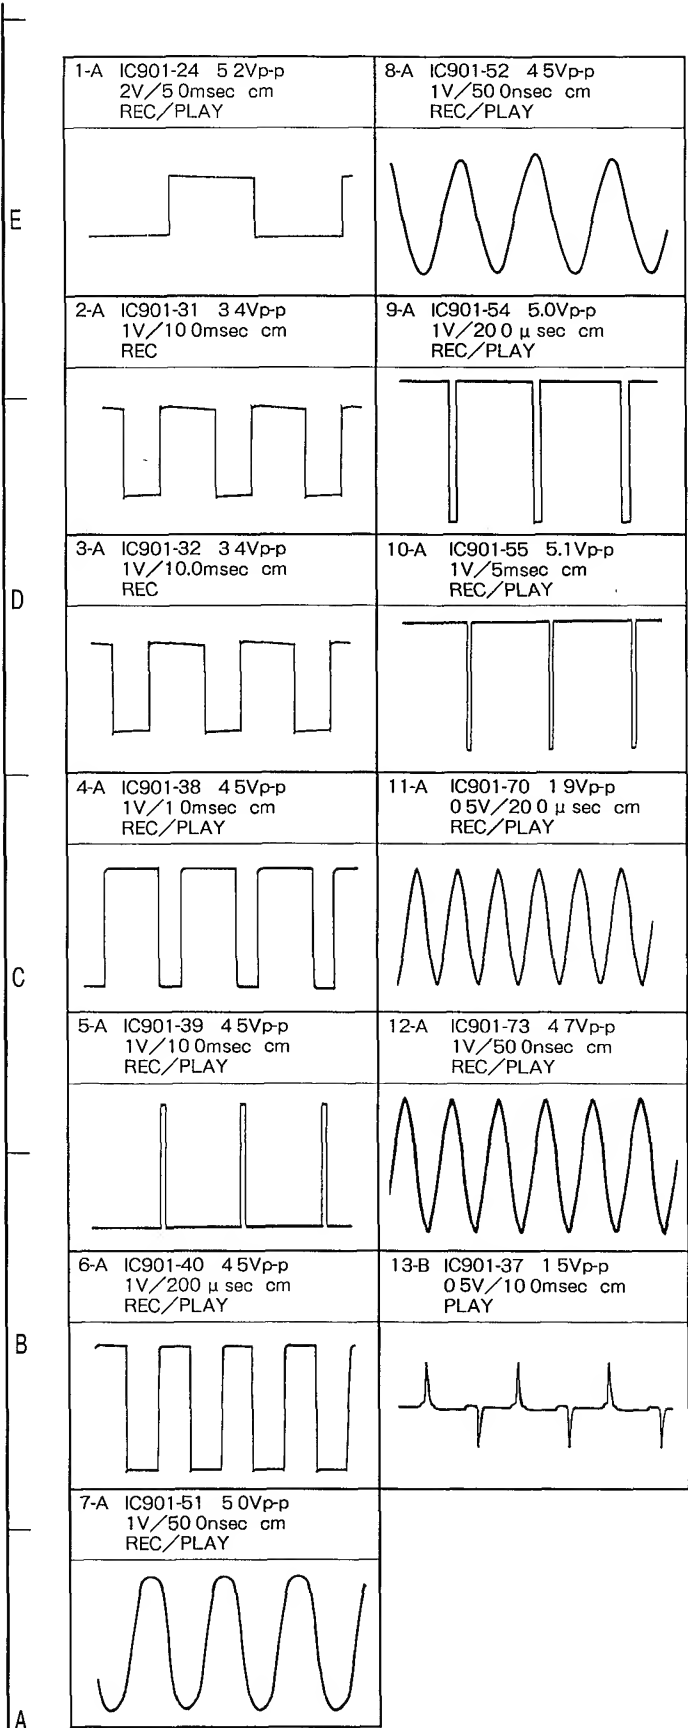 1-A IC901-24 5 2Vp-p
2V/5 0msec cm
REC/PLAY
E
2-A IC901-31 3 4Vp-p
1V/10 0msec cm
REC
3-A IC901-32 3 4Vp-p
1V/10.0msec cm
REC
D
4-A IC901-38 4 5Vp-p
1V/1 0msec cm
REC/PLAY
C
5-A IC901-39 4 5Vp-p
1V/10 0msec cm
REC/PLAY
6-A IC901-40 4 5Vp-p
1V/200 μ sec cm
REC/PLAY
B
7-A IC901-51 5 0Vp-p
1V/50 0nsec cm
REC/PLAY
A
8-A IC901-52 4 5Vp-p
1V/50 0nsec cm
REC/PLAY
9-A IC901-54 5.0Vp-p
1V/20 0 μ sec cm
REC/PLAY
10-A IC901-55 5.1Vp-p
1V/5msec cm
REC/PLAY
11-A IC901-70 1 9Vp-p
0 5V/20 0 μ sec cm
REC/PLAY
12-A IC901-73 4 7Vp-p
1V/50 0nsec cm
REC/PLAY
13-B IC901-37 1 5Vp-p
0 5V/10 0msec cm
PLAY